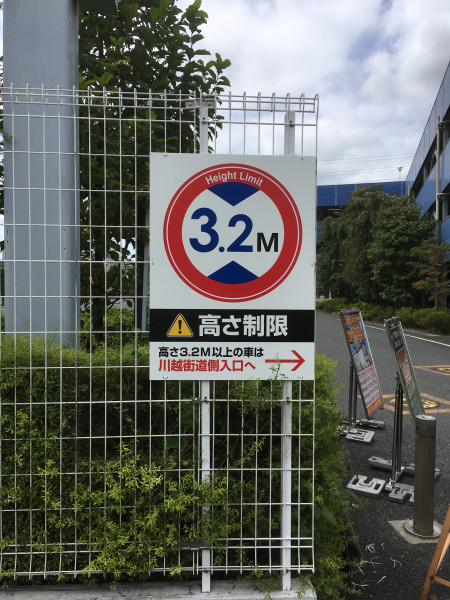 Height Limit
3.2M
高さ制限
高さ3.2M以上の車は
川越街道側入口へ